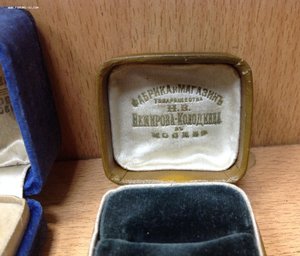 ФАБРИКА И МАГАЗИНЪ
ТОВАРИЩЕСТВА
Н.В.
НЕМИРОВА-КОЛОДКИНА
ВЪ
МОСКВѢ